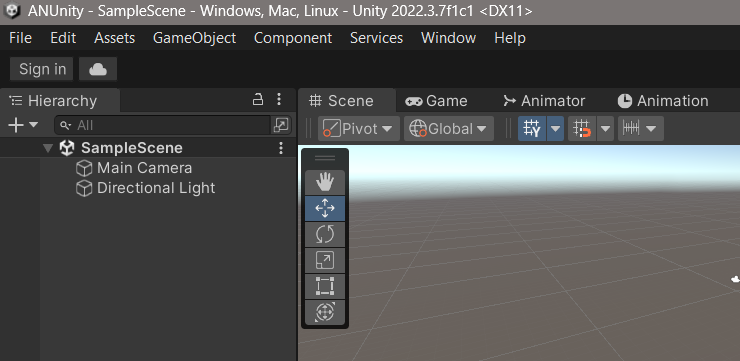 ANUnity - SampleScene - Windows, Mac, Linux - Unity 2022.3.7f1c1 <DX11>
File Edit Assets GameObject Component Services Window Help
Sign in
Hierarchy
Scene Game Animator Animation
All
Pivot Global
SampleScene
Main Camera
Directional Light